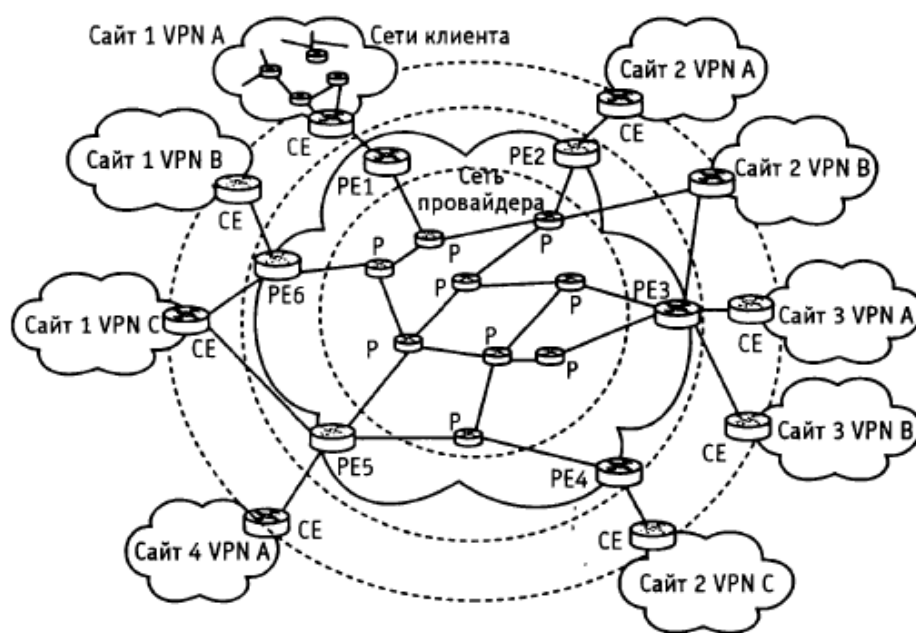 Сайт 1 VPN A
Сети клиента
Сайт 2 VPN A
CE
CE
Сайт 1 VPN B
PE1
PE2
Сеть
провайдера
Сайт 2 VPN B
CE
P
P
P
PE6
P
P
PE3
Сайт 1 VPN C
CE
Сайт 3 VPN A
CE
P
P
P
P
Сайт 3 VPN B
CE
PE5
PE4
Сайт 4 VPN A
CE
CE
Сайт 2 VPN C